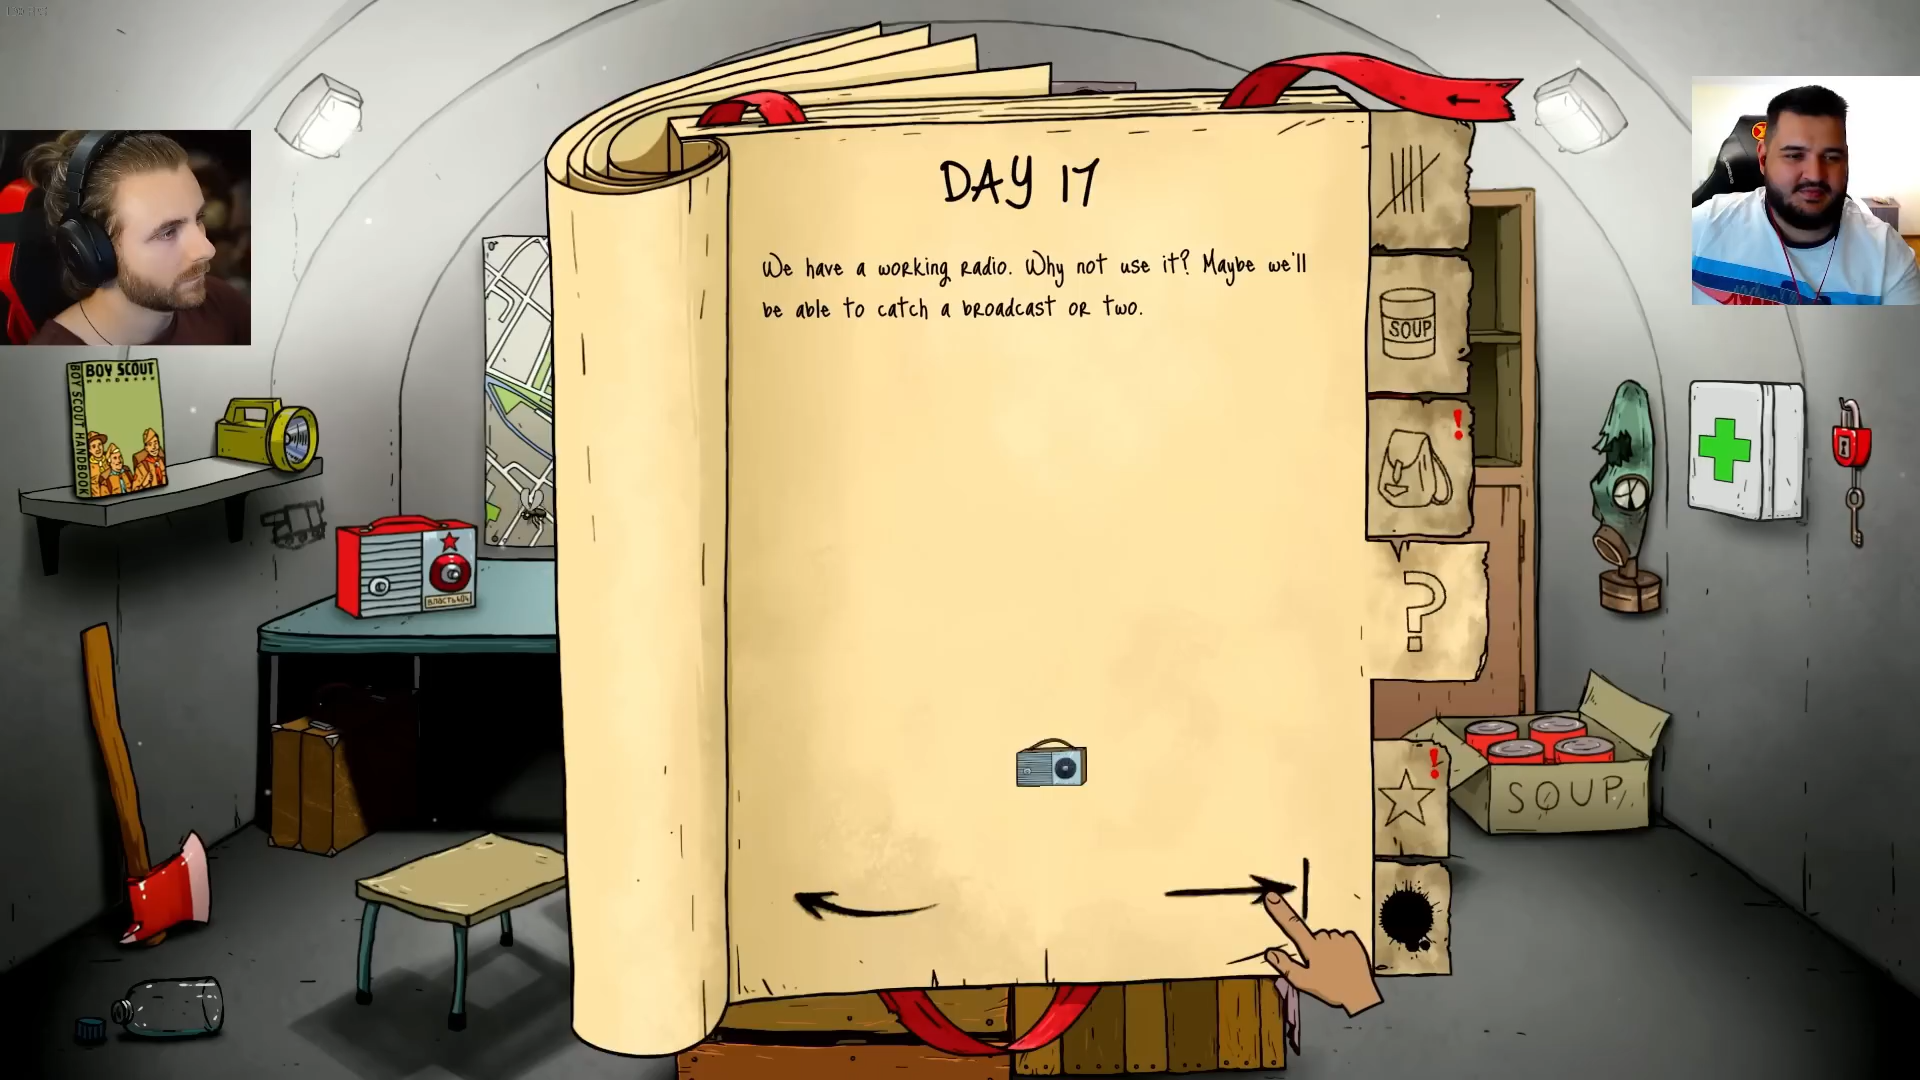 DAY 17
We have a working radio. Why not use it? Maybe we'll
be able to catch a broadcast or two.
BOY SCOUT
HANDBOOK
BOY SCOUT HANDBOOK
SOUP
SOUP